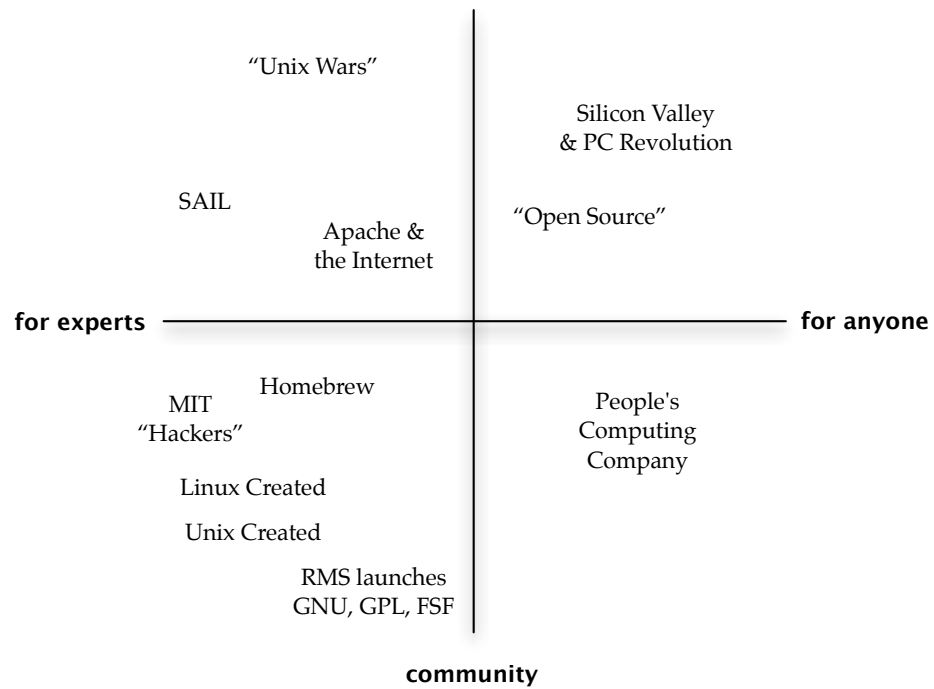 “Unix Wars”
Silicon Valley
& PC Revolution
SAIL
“Open Source”
Apache &
the Internet
for experts
for anyone
Homebrew
MIT
“Hackers”
People's
Computing
Company
Linux Created
Unix Created
RMS launches
GNU, GPL, FSF
community